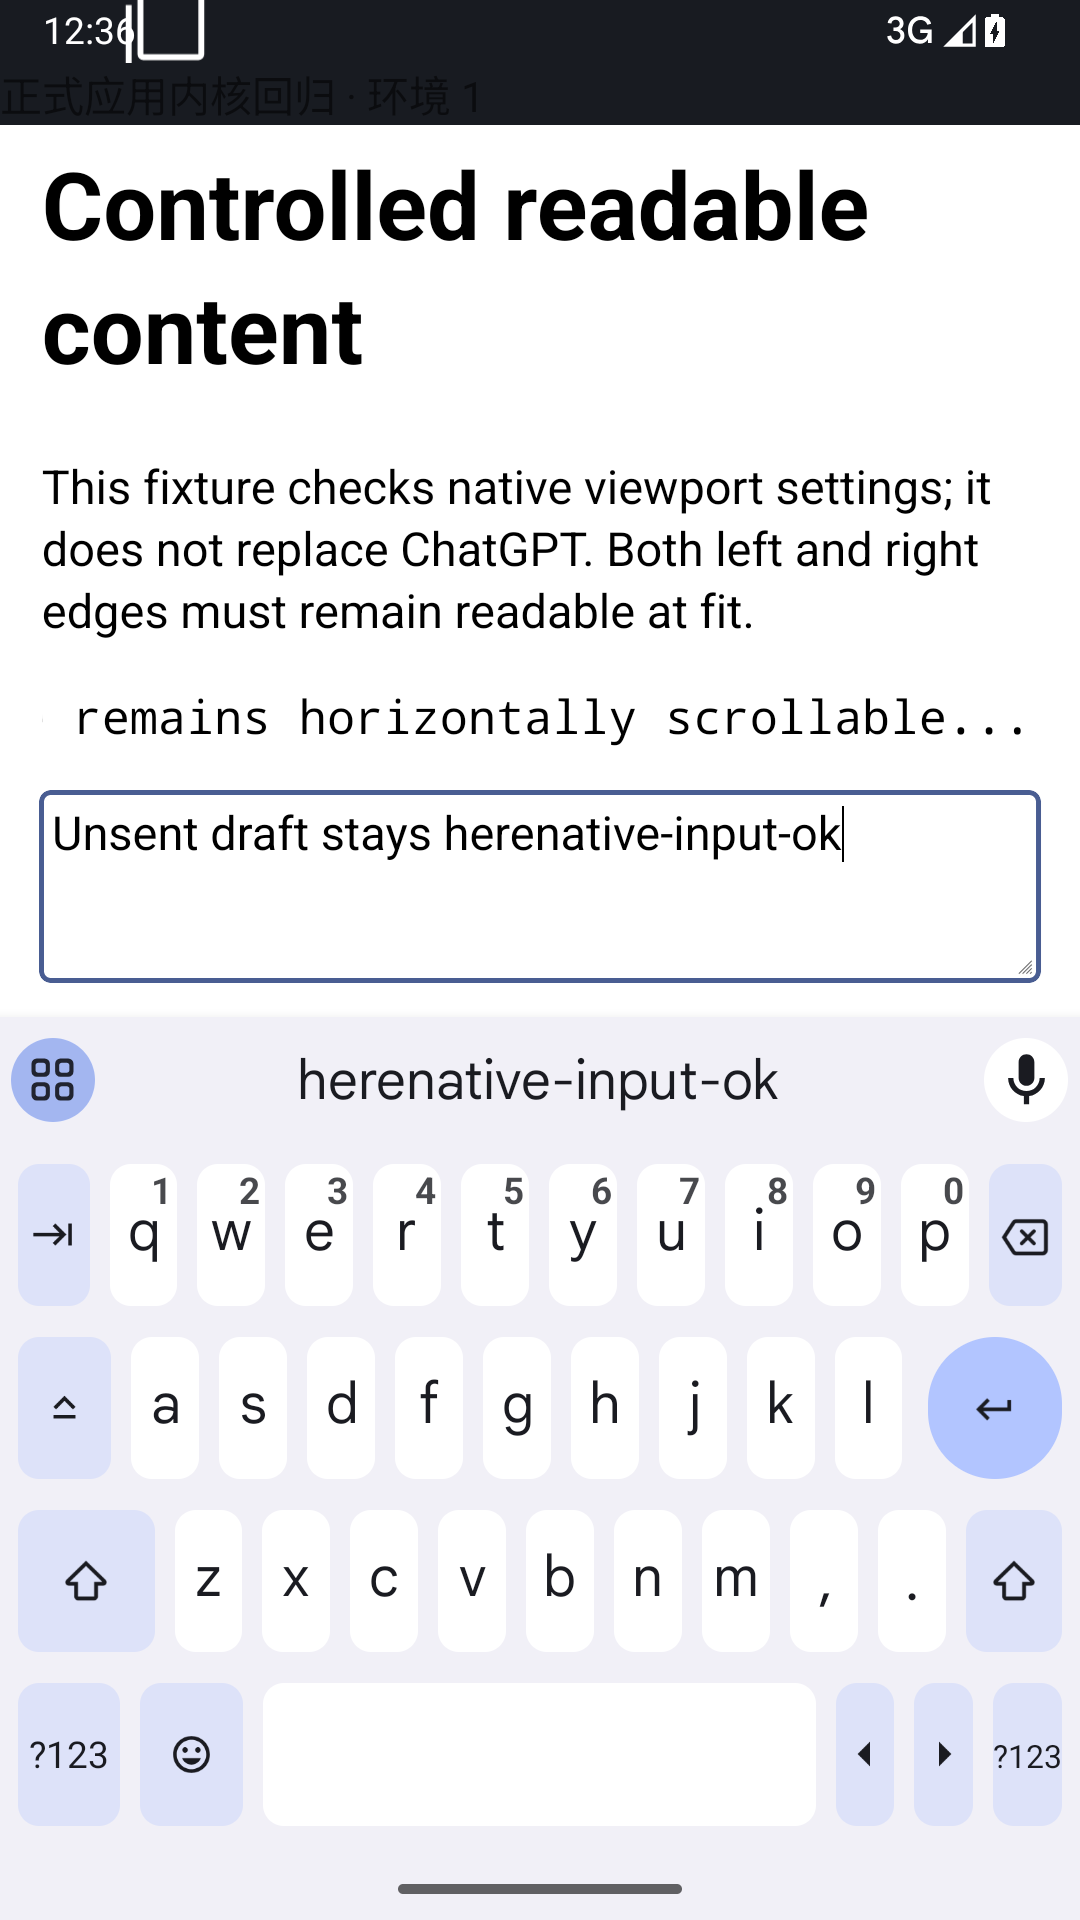 12:36
3G
正式应用内核回归 · 环境 1
Controlled readable
content
This fixture checks native viewport settings; it
does not replace ChatGPT. Both left and right
edges must remain readable at fit.
remains horizontally scrollable...
Unsent draft stays herenative-input-ok
herenative-input-ok
q 1 w 2 e 3 r 4 t 5 y 6 u 7 i 8 o 9 p 0
a s d f g h j k l
z x c v b n m , .
?123 ?123